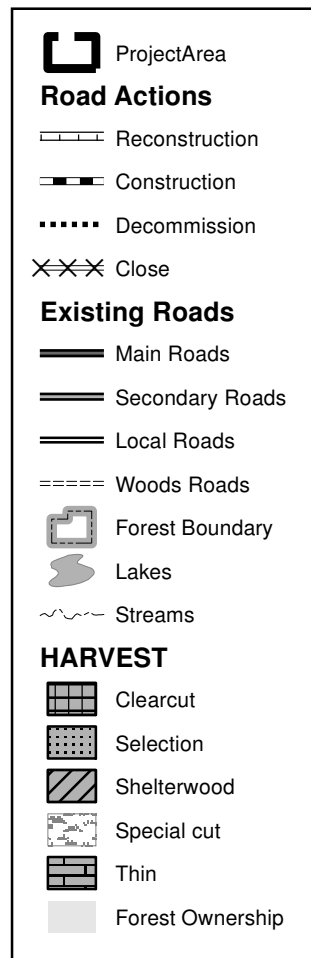 ProjectArea
Road Actions
Reconstruction
Construction
Decommission
Close
Existing Roads
Main Roads
Secondary Roads
Local Roads
Woods Roads
Forest Boundary
Lakes
Streams
HARVEST
Clearcut
Selection
Shelterwood
Special cut
Thin
Forest Ownership